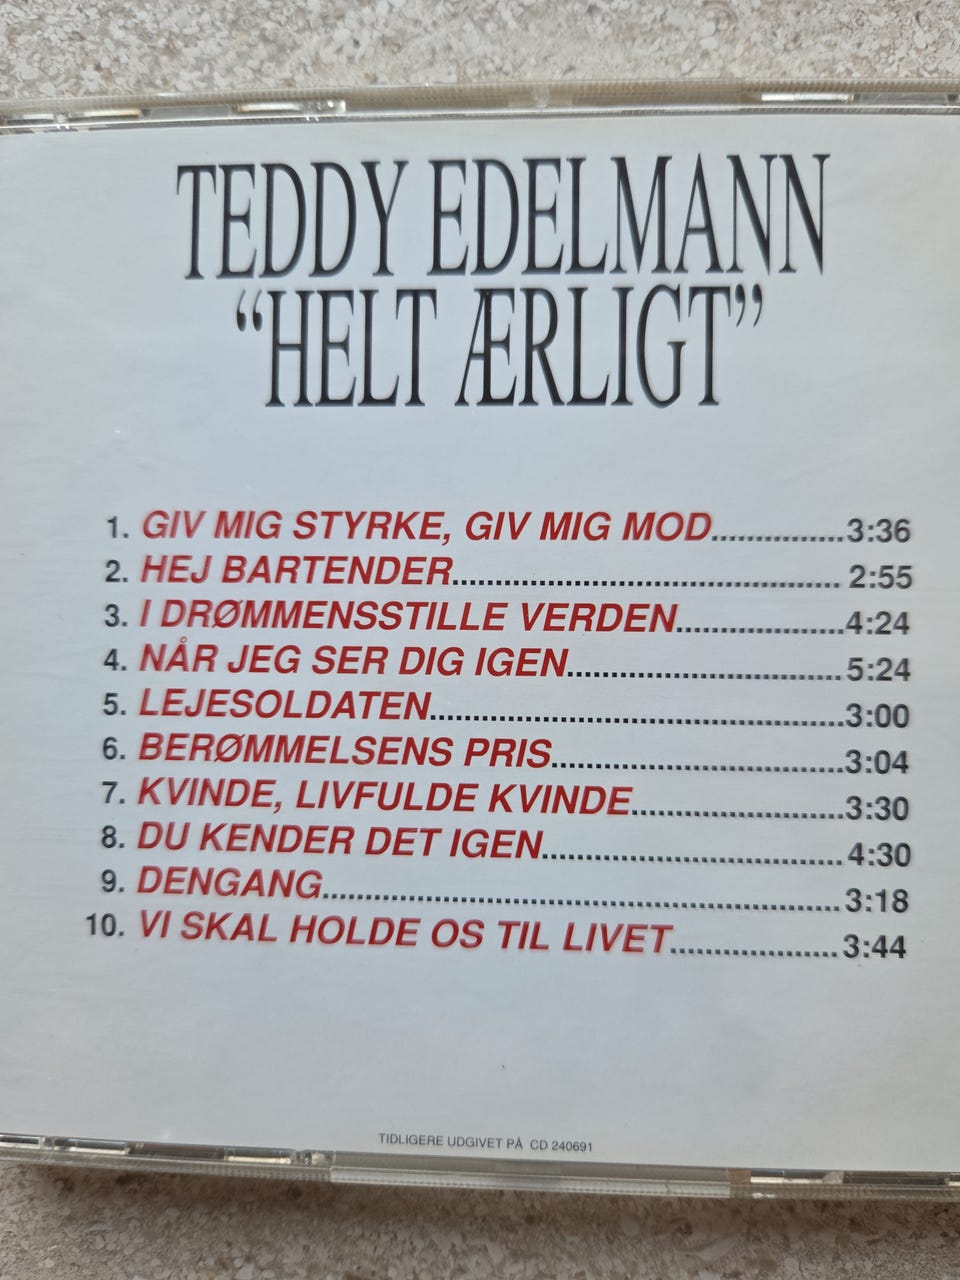 TEDDY EDELMANN
“HELT ÆRLIGT”
1. GIV MIG STYRKE, GIV MIG MOD...............3:36
2. HEJ BARTENDER............................................ 2:55
3. I DRØMMENSSTILLE VERDEN...................4:24
4. NÅR JEG SER DIG IGEN...............................5:24
5. LEJESOLDATEN...............................................3:00
6. BERØMMELSENS PRIS.................................3:04
7. KVINDE, LIVFULDE KVINDE........................3:30
8. DU KENDER DET IGEN.................................. 4:30
9. DENGANG...........................................................3:18
10. VI SKAL HOLDE OS TIL LIVET...................3:44
TIDLIGERE UDGIVET PÅ CD 240691